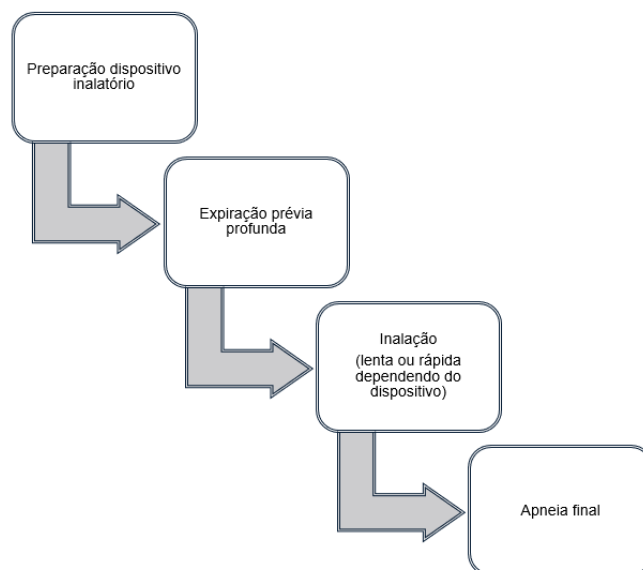 Preparação dispositivo
inalatório
Expiração prévia
profunda
Inalação
(lenta ou rápida
dependendo do
dispositivo)
Apneia final